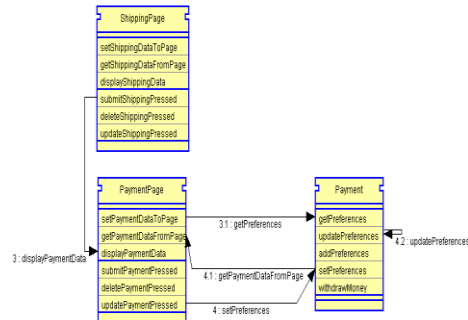 ShippingPage
setShippingDataToPage
getShippingDataFromPage
displayShippingData
submitShippingPressed
deleteShippingPressed
updateShippingPressed
PaymentPage
setPaymentDataToPage
getPaymentDataFromPage
displayPaymentData
submitPaymentPressed
deletePaymentPressed
updatePaymentPressed
Payment
getPreferences
updatePreferences
addPreferences
setPreferences
withdrawMoney
3 : displayPaymentData
3.1 : getPreferences
4.1 : getPaymentDataFromPage
4 : setPreferences
4.2 : updatePreferences